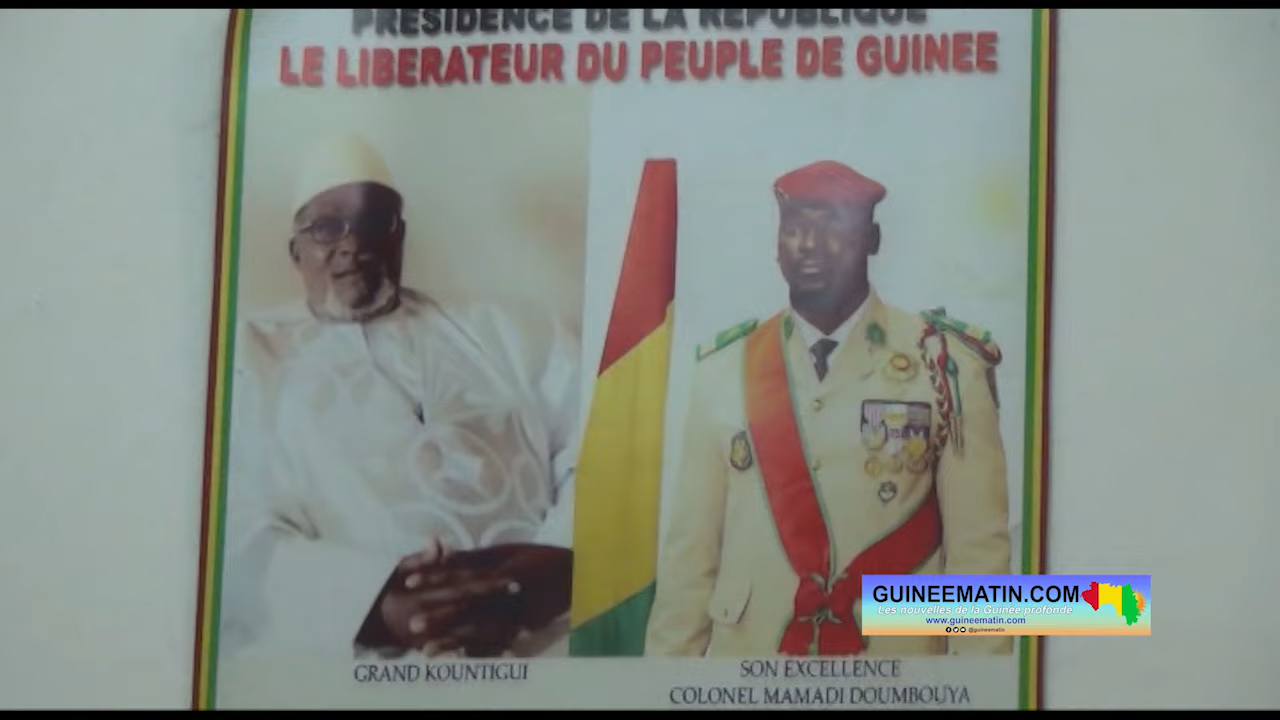 PRESIDENCE DE LA REPUBLIQUE
LE LIBERATEUR DU PEUPLE DE GUINEE
GUINEEMATIN.COM
Les nouvelles de la Guinée profonde
www.guineematin.com
@guineematin
GRAND KOUNTIGUI
SON EXCELLENCE
COLONEL MAMADI DOUMBOUYA